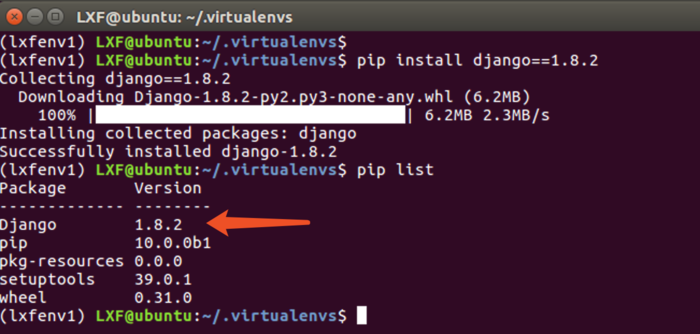 LXF@ubuntu: ~/.virtualenvs
(lxfenv1) LXF@ubuntu:~/.virtualenvs$
(lxfenv1) LXF@ubuntu:~/.virtualenvs$ pip install django==1.8.2
Collecting django==1.8.2
  Downloading Django-1.8.2-py2.py3-none-any.whl (6.2MB)
    100% |████████████████████████████████| 6.2MB 2.3MB/s
Installing collected packages: django
Successfully installed django-1.8.2
(lxfenv1) LXF@ubuntu:~/.virtualenvs$ pip list
Package       Version
------------- --------
Django        1.8.2
pip           10.0.0b1
pkg-resources 0.0.0
setuptools    39.0.1
wheel         0.31.0
(lxfenv1) LXF@ubuntu:~/.virtualenvs$